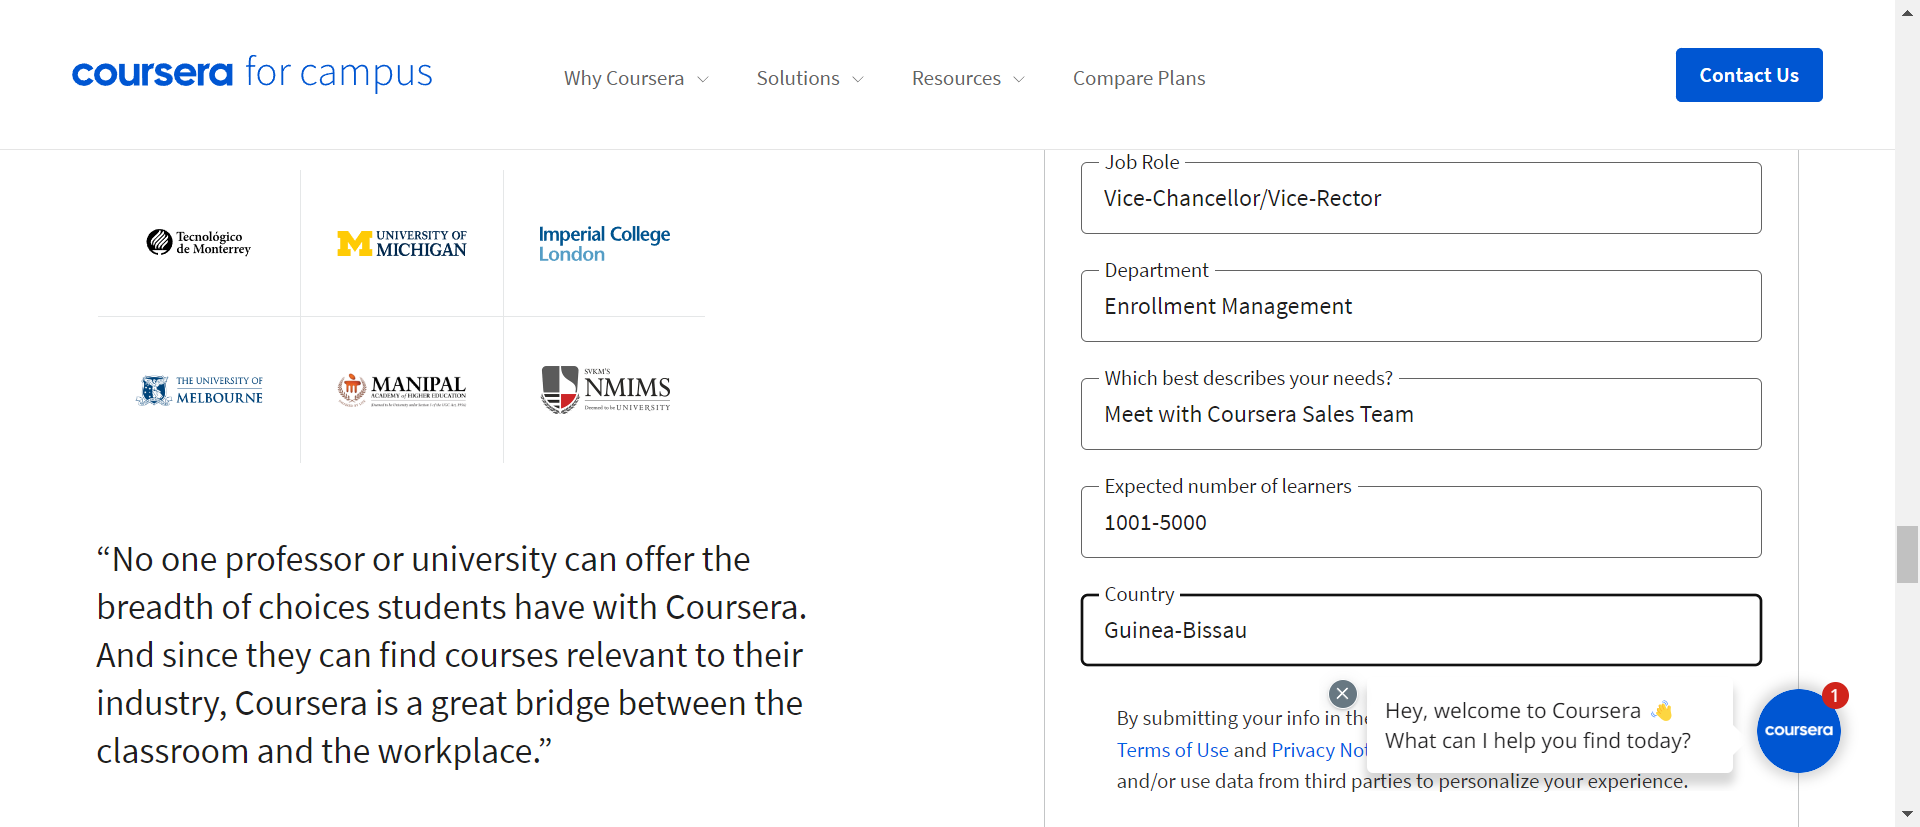 coursera for campus
Why Coursera
Solutions
Resources
Compare Plans
Contact Us
Tecnológico
de Monterrey
UNIVERSITY OF
MICHIGAN
Imperial College
London
THE UNIVERSITY OF
MELBOURNE
MANIPAL
ACADEMY of HIGHER EDUCATION
SVKM'S
NMIMS
Deemed to be UNIVERSITY
“No one professor or university can offer the
breadth of choices students have with Coursera.
And since they can find courses relevant to their
industry, Coursera is a great bridge between the
classroom and the workplace.”
Job Role
Vice-Chancellor/Vice-Rector
Department
Enrollment Management
Which best describes your needs?
Meet with Coursera Sales Team
Expected number of learners
1001-5000
Country
Guinea-Bissau
By submitting your info in the
Terms of Use and Privacy Not
and/or use data from third parties to personalize your experience.
Hey, welcome to Coursera 👋
What can I help you find today?
coursera
1